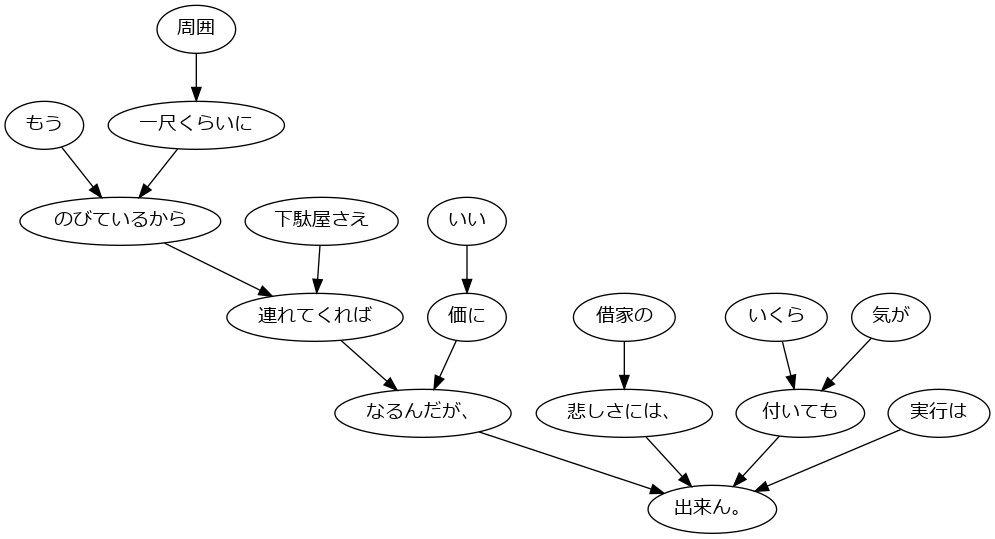 周囲
もう
一尺くらいに
のびているから
下駄屋さえ
いい
連れてくれば
価に
借家の
いくら
気が
なるんだが、
悲しさには、
付いても
実行は
出来ん。